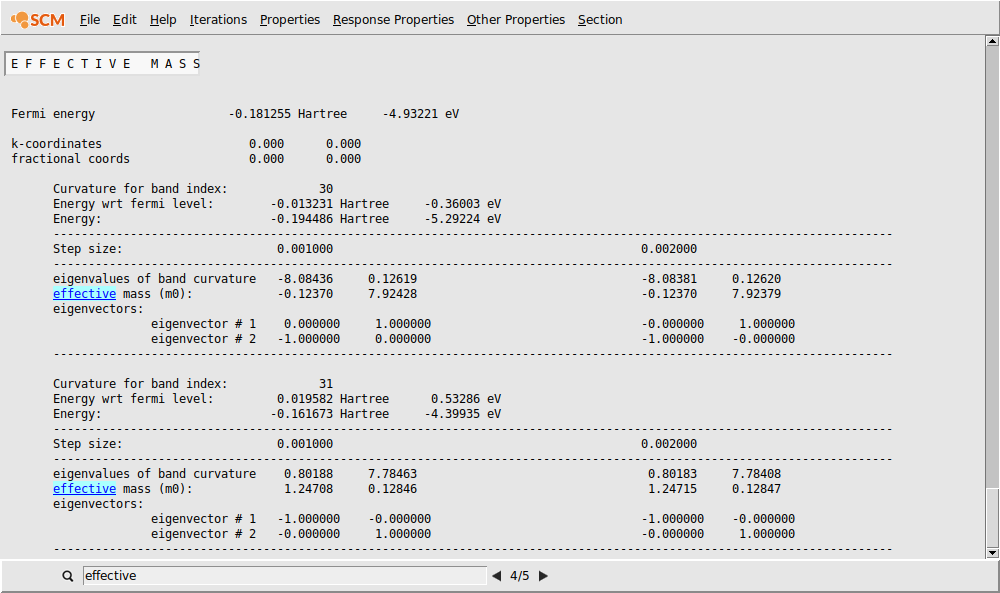 SCM File Edit Help Iterations Properties Response Properties Other Properties Section
E F F E C T I V E   M A S S
Fermi energy -0.181255 Hartree -4.93221 eV
k-coordinates 0.000 0.000
fractional coords 0.000 0.000
Curvature for band index: 30
Energy wrt fermi level: -0.013231 Hartree -0.36003 eV
Energy: -0.194486 Hartree -5.29224 eV
------------------------------------------------------------------------------------------------------------------------
Step size: 0.001000 0.002000
------------------------------------------------------------------------------------------------------------------------
eigenvalues of band curvature -8.08436 0.12619 -8.08381 0.12620
effective mass (m0): -0.12370 7.92428 -0.12370 7.92379
eigenvectors:
eigenvector # 1 0.000000 1.000000 -0.000000 1.000000
eigenvector # 2 -1.000000 0.000000 -1.000000 -0.000000
------------------------------------------------------------------------------------------------------------------------
Curvature for band index: 31
Energy wrt fermi level: 0.019582 Hartree 0.53286 eV
Energy: -0.161673 Hartree -4.39935 eV
------------------------------------------------------------------------------------------------------------------------
Step size: 0.001000 0.002000
------------------------------------------------------------------------------------------------------------------------
eigenvalues of band curvature 0.80188 7.78463 0.80183 7.78408
effective mass (m0): 1.24708 0.12846 1.24715 0.12847
eigenvectors:
eigenvector # 1 -1.000000 -0.000000 -1.000000 -0.000000
eigenvector # 2 -0.000000 1.000000 -0.000000 1.000000
------------------------------------------------------------------------------------------------------------------------
effective 4/5